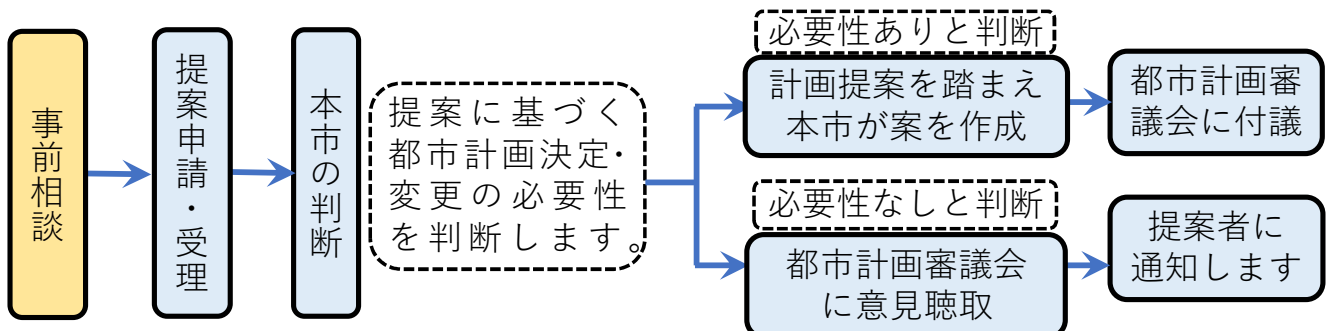 事前相談
提案申請・受理
本市の判断
提案に基づく
都市計画決定・
変更の必要性
を判断します。
必要性ありと判断
計画提案を踏まえ
本市が案を作成
都市計画審
議会に付議
必要性なしと判断
都市計画審議会
に意見聴取
提案者に
通知します